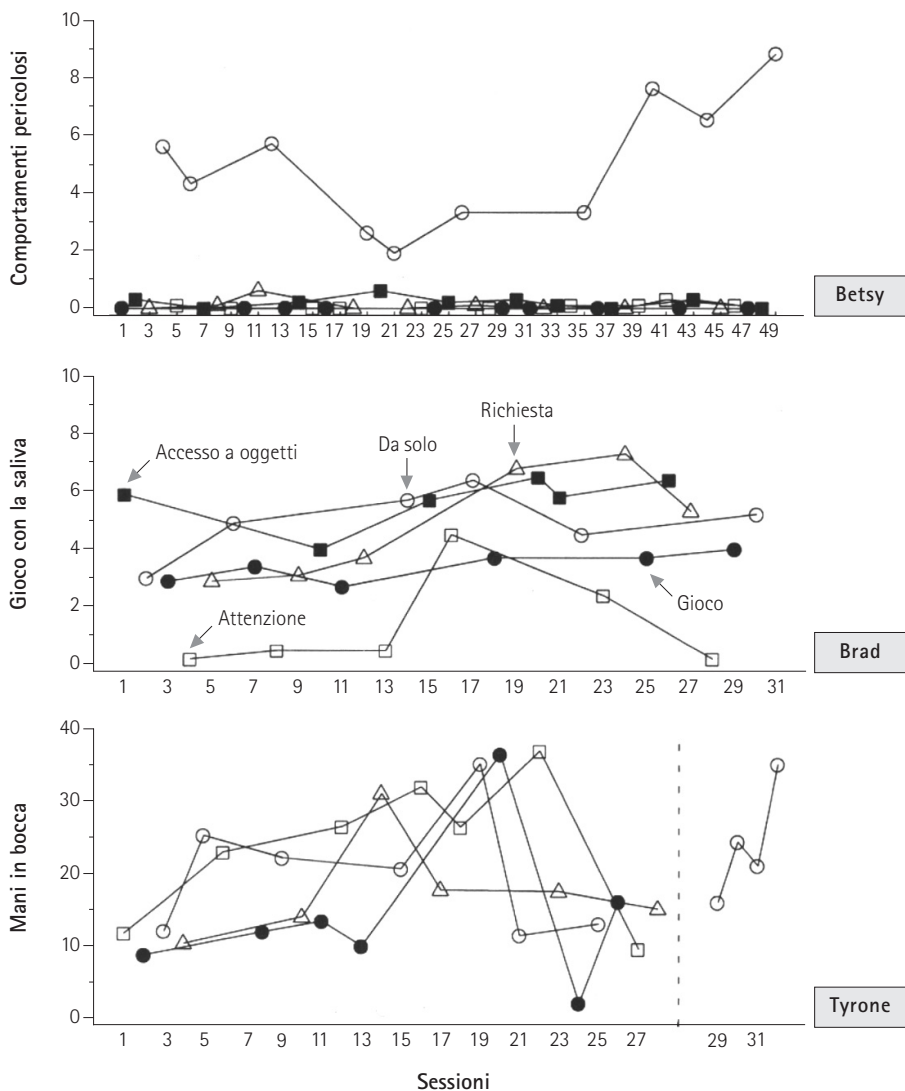 10
8
6
4
2
0
Comportamenti pericolosi
Betsy
1 3 5 7 9 11 13 15 17 19 21 23 25 27 29 31 33 35 37 39 41 43 45 47 49
10
8
6
4
2
0
Gioco con la saliva
Richiesta
Accesso a oggetti
Da solo
Attenzione
Gioco
Brad
1 3 5 7 9 11 13 15 17 19 21 23 25 27 29 31
40
30
20
10
0
Mani in bocca
Tyrone
1 3 5 7 9 11 13 15 17 19 21 23 25 27 29 31
Sessioni